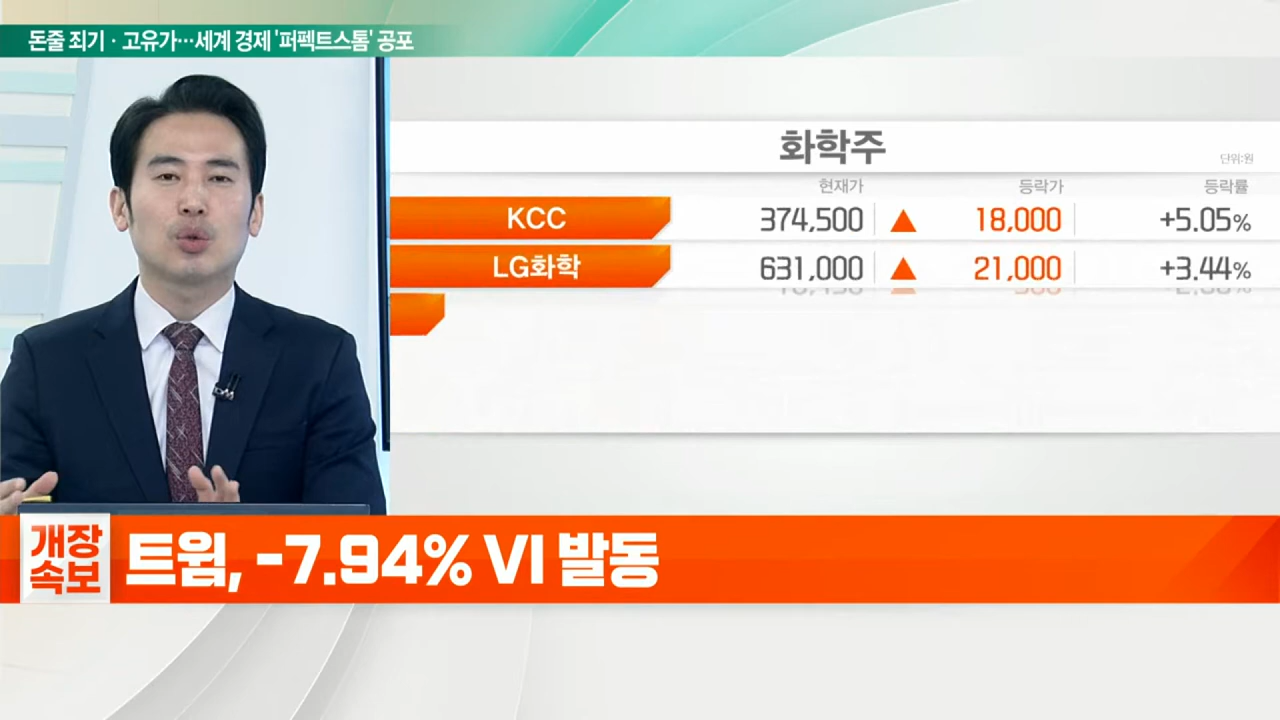 돈줄 죄기·고유가…세계 경제 '퍼펙트스톰' 공포
화학주
단위:원
현재가 등락가 등락률
KCC 374,500 ▲ 18,000 +5.05%
LG화학 631,000 ▲ 21,000 +3.44%
개장
속보
트윔, -7.94% VI 발동